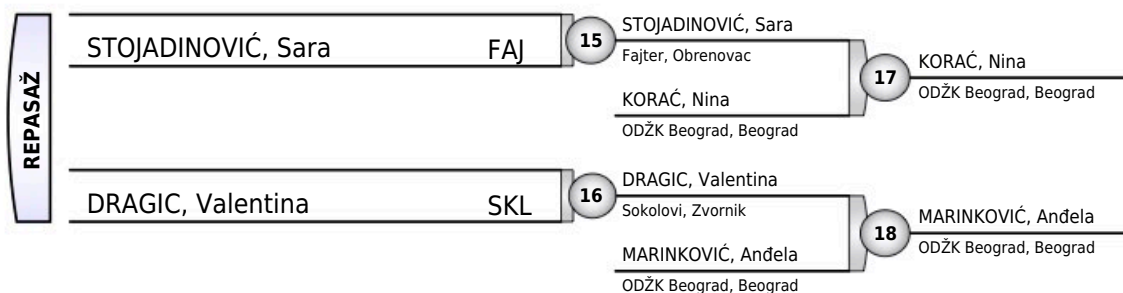 REPASAŽ
STOJADINOVIĆ, Sara FAJ
15
STOJADINOVIĆ, Sara
Fajter, Obrenovac
KORAĆ, Nina
ODŽK Beograd, Beograd
17
KORAĆ, Nina
ODŽK Beograd, Beograd
DRAGIC, Valentina SKL
16
DRAGIC, Valentina
Sokolovi, Zvornik
MARINKOVIĆ, Anđela
ODŽK Beograd, Beograd
18
MARINKOVIĆ, Anđela
ODŽK Beograd, Beograd